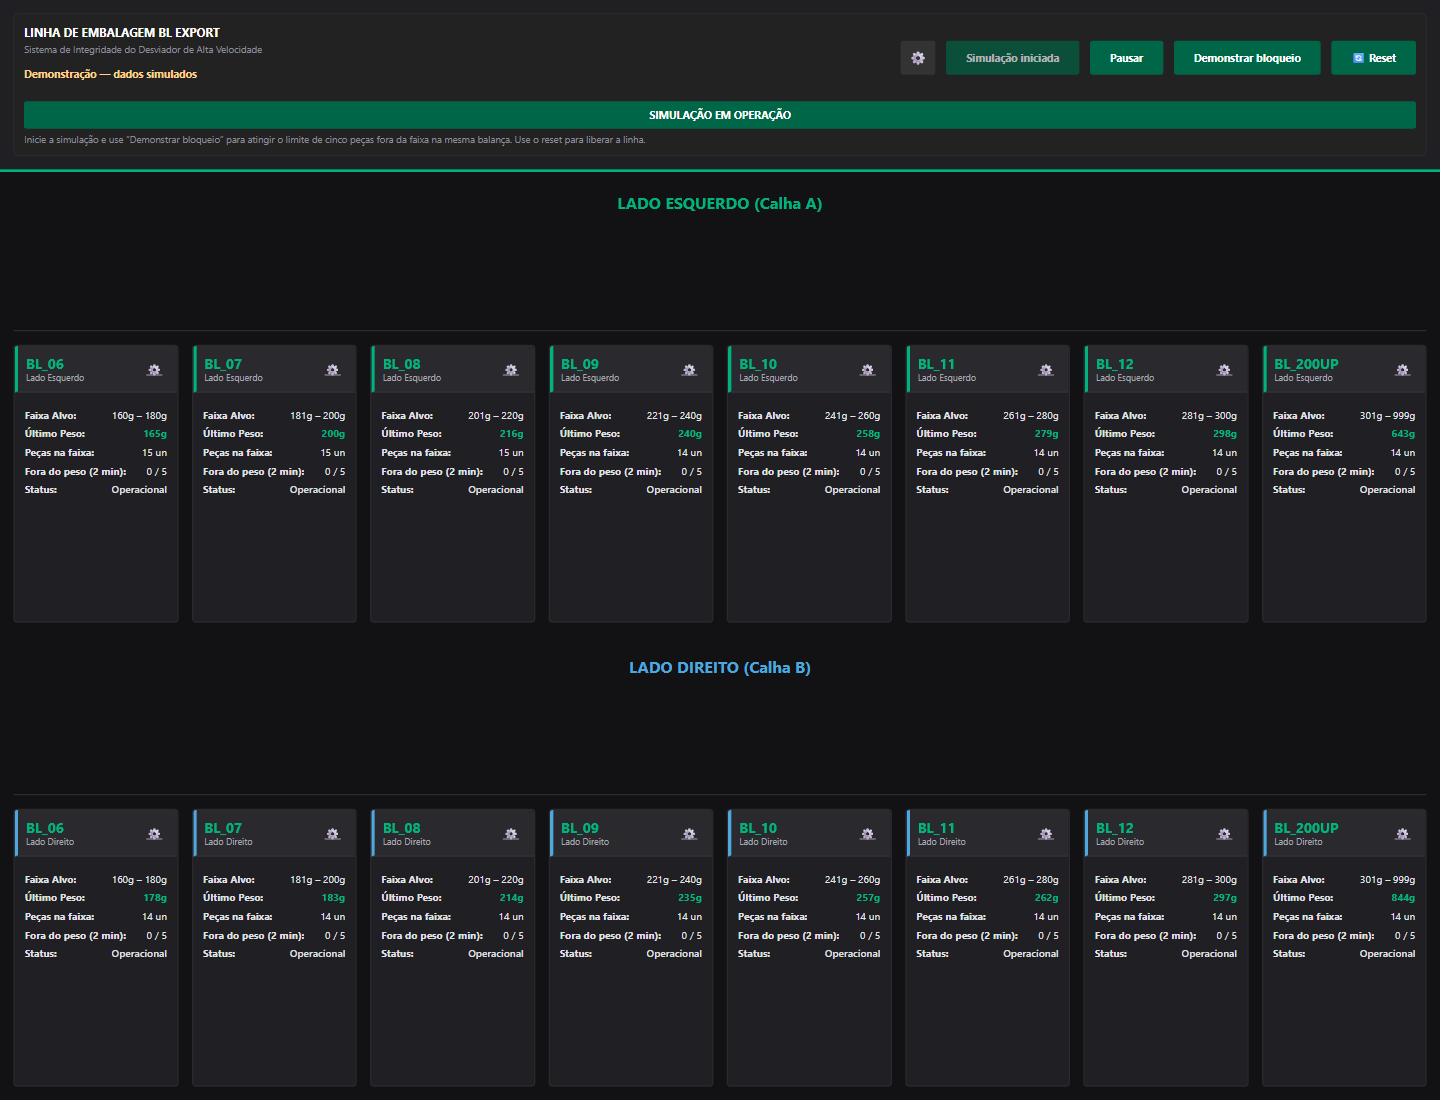 LINHA DE EMBALAGEM BL EXPORT
Sistema de Integridade do Desviador de Alta Velocidade
Demonstração — dados simulados
Simulação iniciada
Pausar
Demonstrar bloqueio
Reset
SIMULAÇÃO EM OPERAÇÃO
Inicie a simulação e use "Demonstrar bloqueio" para atingir o limite de cinco peças fora da faixa na mesma balança. Use o reset para liberar a linha.
LADO ESQUERDO (Calha A)
BL_06
Lado Esquerdo
Faixa Alvo: 160g – 180g
Último Peso: 165g
Peças na faixa: 15 un
Fora do peso (2 min): 0 / 5
Status: Operacional
BL_07
Lado Esquerdo
Faixa Alvo: 181g – 200g
Último Peso: 200g
Peças na faixa: 15 un
Fora do peso (2 min): 0 / 5
Status: Operacional
BL_08
Lado Esquerdo
Faixa Alvo: 201g – 220g
Último Peso: 216g
Peças na faixa: 15 un
Fora do peso (2 min): 0 / 5
Status: Operacional
BL_09
Lado Esquerdo
Faixa Alvo: 221g – 240g
Último Peso: 240g
Peças na faixa: 14 un
Fora do peso (2 min): 0 / 5
Status: Operacional
BL_10
Lado Esquerdo
Faixa Alvo: 241g – 260g
Último Peso: 258g
Peças na faixa: 14 un
Fora do peso (2 min): 0 / 5
Status: Operacional
BL_11
Lado Esquerdo
Faixa Alvo: 261g – 280g
Último Peso: 279g
Peças na faixa: 14 un
Fora do peso (2 min): 0 / 5
Status: Operacional
BL_12
Lado Esquerdo
Faixa Alvo: 281g – 300g
Último Peso: 298g
Peças na faixa: 14 un
Fora do peso (2 min): 0 / 5
Status: Operacional
BL_200UP
Lado Esquerdo
Faixa Alvo: 301g – 999g
Último Peso: 643g
Peças na faixa: 14 un
Fora do peso (2 min): 0 / 5
Status: Operacional
LADO DIREITO (Calha B)
BL_06
Lado Direito
Faixa Alvo: 160g – 180g
Último Peso: 178g
Peças na faixa: 14 un
Fora do peso (2 min): 0 / 5
Status: Operacional
BL_07
Lado Direito
Faixa Alvo: 181g – 200g
Último Peso: 183g
Peças na faixa: 14 un
Fora do peso (2 min): 0 / 5
Status: Operacional
BL_08
Lado Direito
Faixa Alvo: 201g – 220g
Último Peso: 214g
Peças na faixa: 14 un
Fora do peso (2 min): 0 / 5
Status: Operacional
BL_09
Lado Direito
Faixa Alvo: 221g – 240g
Último Peso: 235g
Peças na faixa: 14 un
Fora do peso (2 min): 0 / 5
Status: Operacional
BL_10
Lado Direito
Faixa Alvo: 241g – 260g
Último Peso: 257g
Peças na faixa: 14 un
Fora do peso (2 min): 0 / 5
Status: Operacional
BL_11
Lado Direito
Faixa Alvo: 261g – 280g
Último Peso: 262g
Peças na faixa: 14 un
Fora do peso (2 min): 0 / 5
Status: Operacional
BL_12
Lado Direito
Faixa Alvo: 281g – 300g
Último Peso: 297g
Peças na faixa: 14 un
Fora do peso (2 min): 0 / 5
Status: Operacional
BL_200UP
Lado Direito
Faixa Alvo: 301g – 999g
Último Peso: 844g
Peças na faixa: 14 un
Fora do peso (2 min): 0 / 5
Status: Operacional